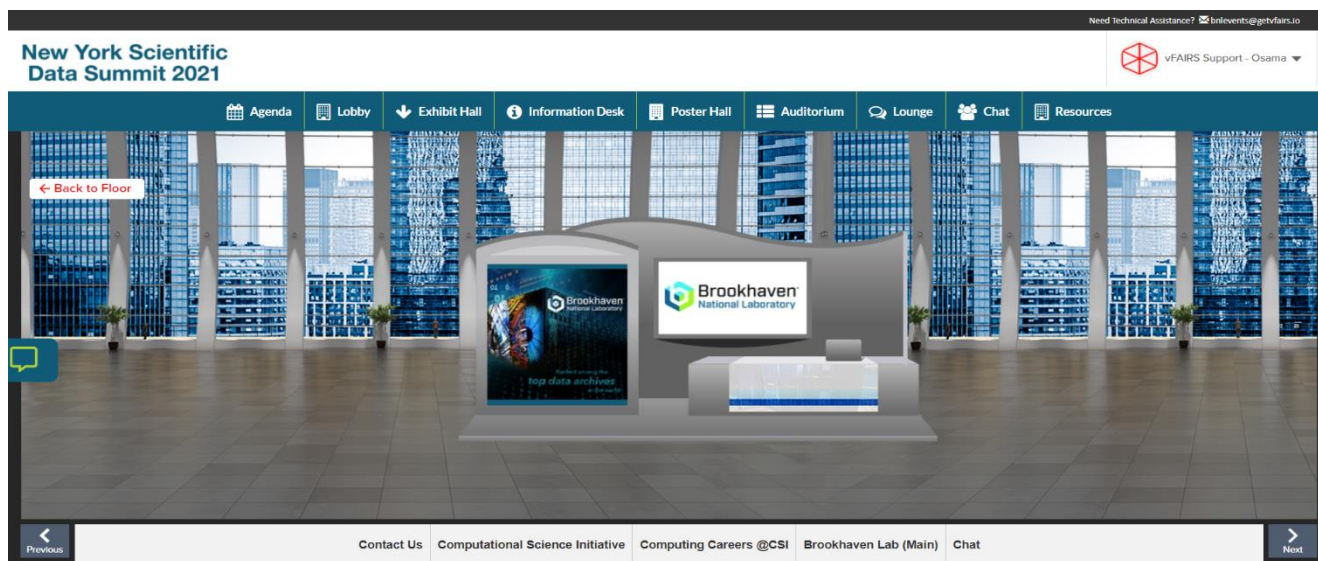 Need Technical Assistance? bnlevents@getvfairs.io
New York Scientific
Data Summit 2021
vFAIRS Support - Osama
Agenda
Lobby
Exhibit Hall
Information Desk
Poster Hall
Auditorium
Lounge
Chat
Resources
Back to Floor
Brookhaven
National Laboratory
top data archives
Brookhaven
National Laboratory
Previous
Contact Us
Computational Science Initiative
Computing Careers @CSI
Brookhaven Lab (Main)
Chat
Next